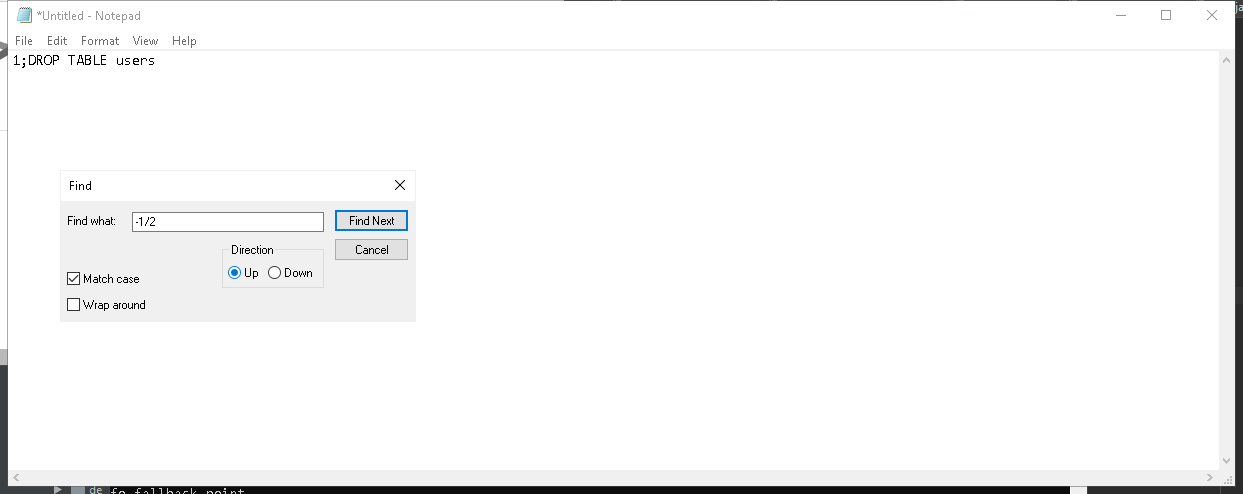 *Untitled - Notepad
File Edit Format View Help
1;DROP TABLE users
Find
Find what: -1/2 Find Next
Direction Cancel
Match case Up Down
Wrap around
de fo fallback point